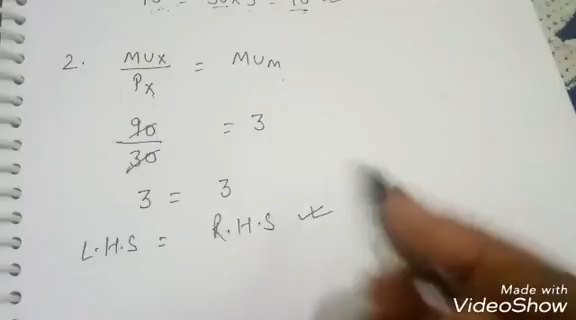 2. MUx/Px = MUm
90/30 = 3
3 = 3
L.H.S = R.H.S
Made with
VideoShow